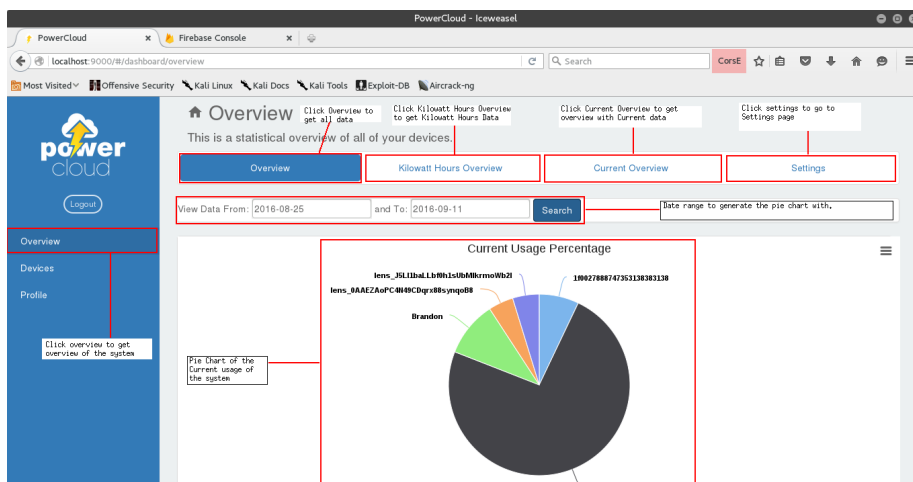 PowerCloud - Iceweasel
PowerCloud
Firebase Console
localhost:9000/#/dashboard/overview
Search
CorsE
Most Visited
Offensive Security
Kali Linux
Kali Docs
Kali Tools
Exploit-DB
Aircrack-ng
power
cloud
Logout
Overview
Devices
Profile
Click overview to get
overview of the system
Overview
This is a statistical overview of all of your devices.
Click Overview to
get all data
Click Kilowatt Hours Overview
to get Kilowatt Hours Data
Click Current Overview to get
overview with Current data
Click settings to go to
Settings page
Overview
Kilowatt Hours Overview
Current Overview
Settings
View Data From: 2016-08-25 and To: 2016-09-11 Search
Date range to generate the pie chart with.
Current Usage Percentage
1f0027888747353138383138
Brandon
Pie Chart of the
Current usage of
the system